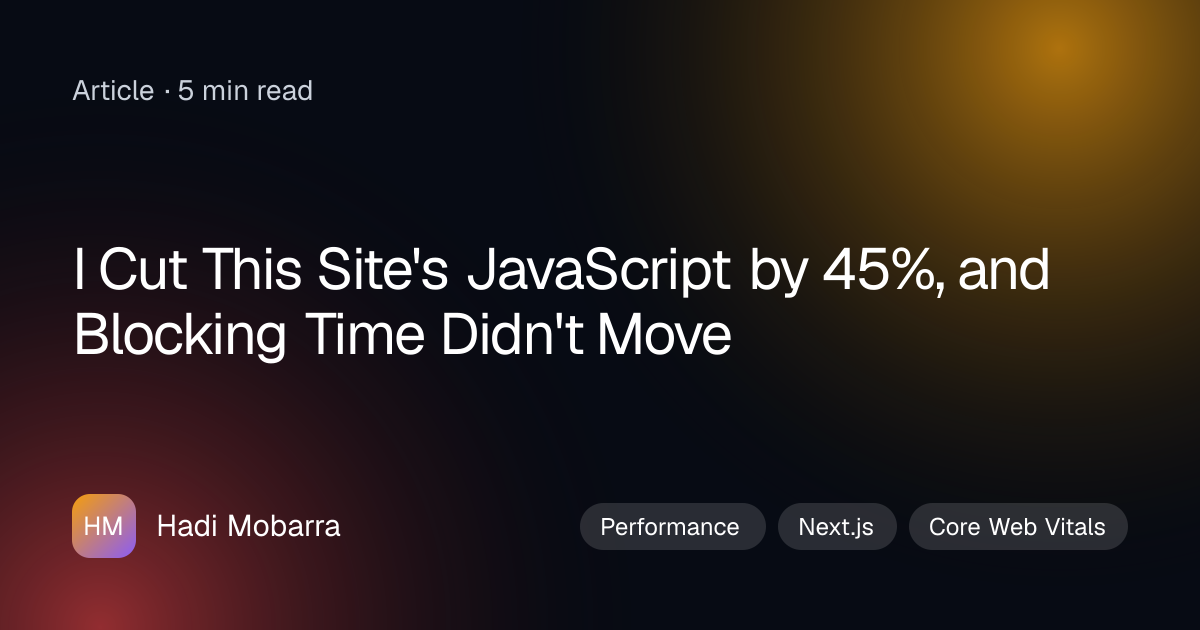 Article · 5 min read
I Cut This Site's JavaScript by 45%, and
Blocking Time Didn't Move
HM
Hadi Mobarra
Performance
Next.js
Core Web Vitals